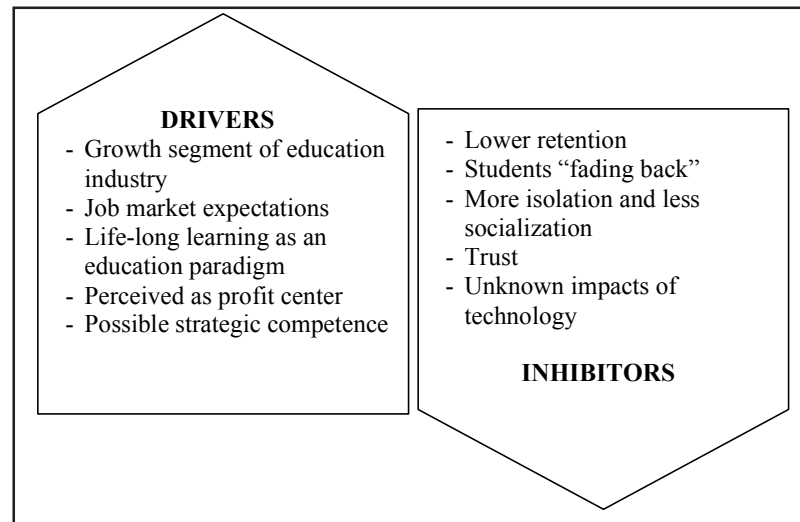 DRIVERS
- Growth segment of education
industry
- Job market expectations
- Life-long learning as an
education paradigm
- Perceived as profit center
- Possible strategic competence
- Lower retention
- Students “fading back”
- More isolation and less
socialization
- Trust
- Unknown impacts of
technology
INHIBITORS